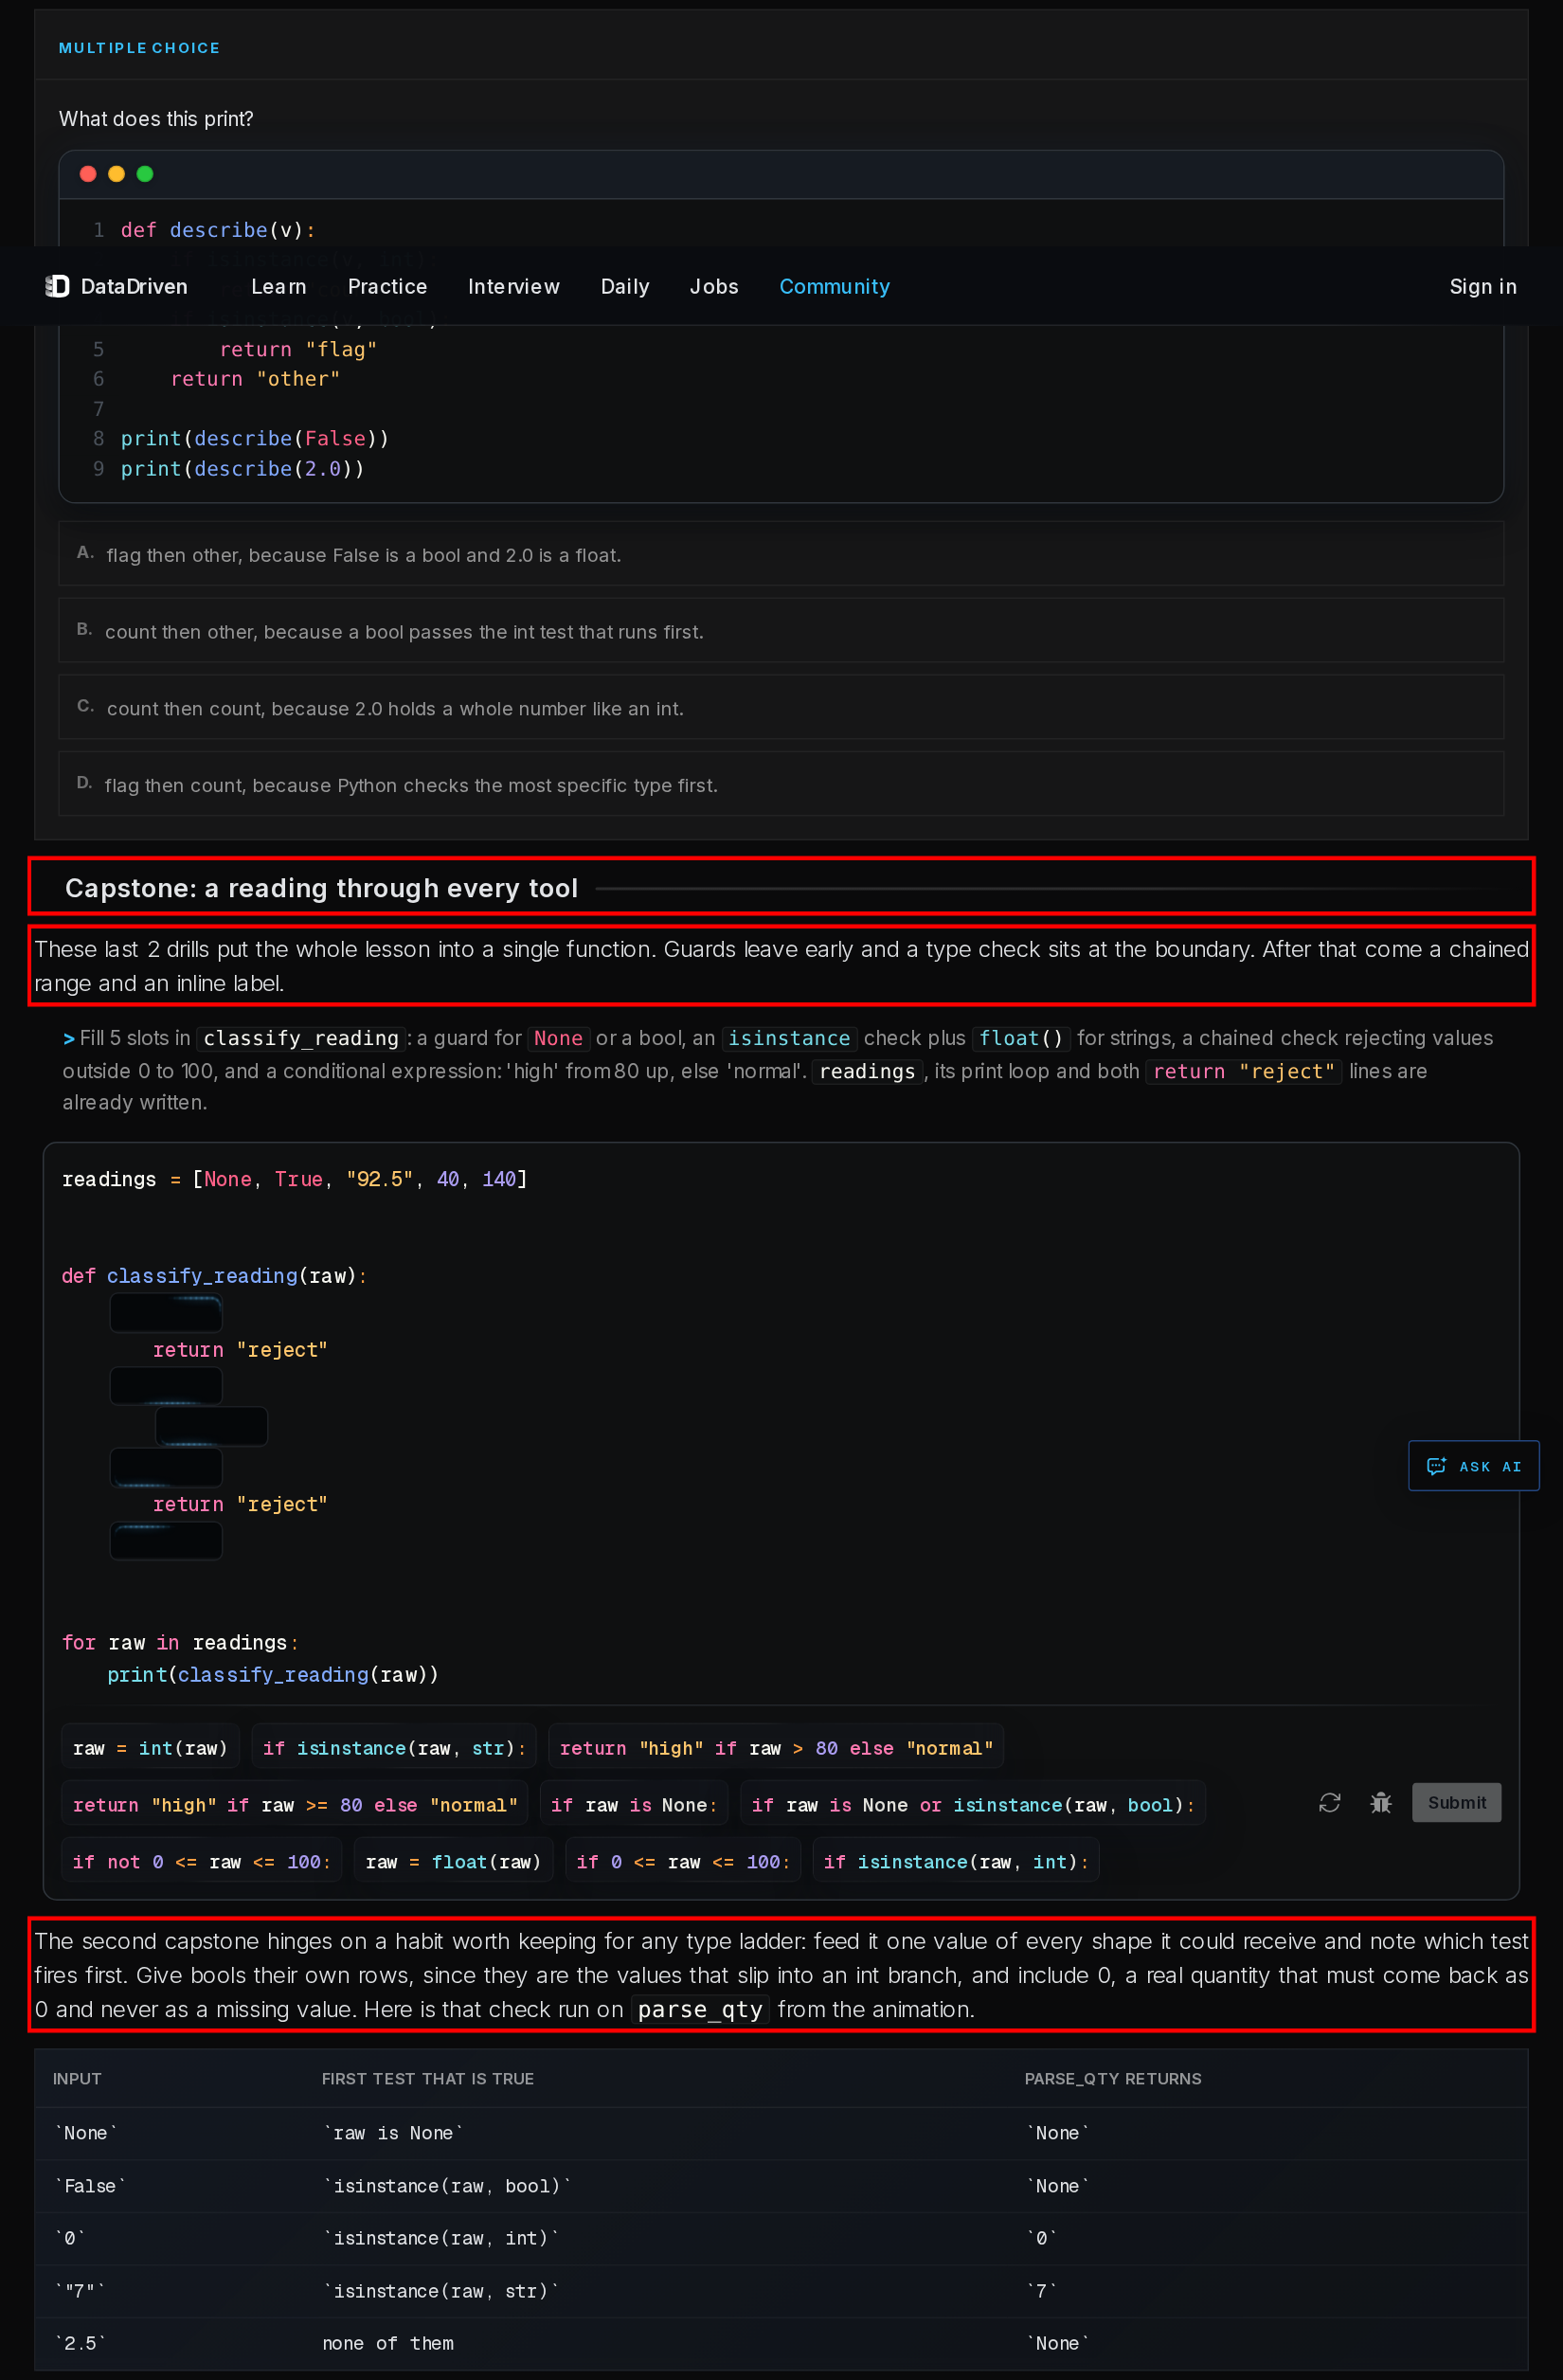 MULTIPLE CHOICE
What does this print?
1 def describe(v):
DataDriven Learn Practice Interview Daily Jobs Community Sign in
5 return "flag"
6 return "other"
7
8 print(describe(False))
9 print(describe(2.0))
A. flag then other, because False is a bool and 2.0 is a float.
B. count then other, because a bool passes the int test that runs first.
C. count then count, because 2.0 holds a whole number like an int.
D. flag then count, because Python checks the most specific type first.
Capstone: a reading through every tool
These last 2 drills put the whole lesson into a single function. Guards leave early and a type check sits at the boundary. After that come a chained
range and an inline label.
> Fill 5 slots in classify_reading: a guard for None or a bool, an isinstance check plus float() for strings, a chained check rejecting values
outside 0 to 100, and a conditional expression: 'high' from 80 up, else 'normal'. readings, its print loop and both return "reject" lines are
already written.
readings = [None, True, "92.5", 40, 140]
def classify_reading(raw):
return "reject"
return "reject"
ASK AI
for raw in readings:
print(classify_reading(raw))
raw = int(raw) if isinstance(raw, str): return "high" if raw > 80 else "normal"
return "high" if raw >= 80 else "normal" if raw is None: if raw is None or isinstance(raw, bool): Submit
if not 0 <= raw <= 100: raw = float(raw) if 0 <= raw <= 100: if isinstance(raw, int):
The second capstone hinges on a habit worth keeping for any type ladder: feed it one value of every shape it could receive and note which test
fires first. Give bools their own rows, since they are the values that slip into an int branch, and include 0, a real quantity that must come back as
0 and never as a missing value. Here is that check run on parse_qty from the animation.
INPUT FIRST TEST THAT IS TRUE PARSE_QTY RETURNS
`None` `raw is None` `None`
`False` `isinstance(raw, bool)` `None`
`0` `isinstance(raw, int)` `0`
`"7"` `isinstance(raw, str)` `7`
`2.5` none of them `None`